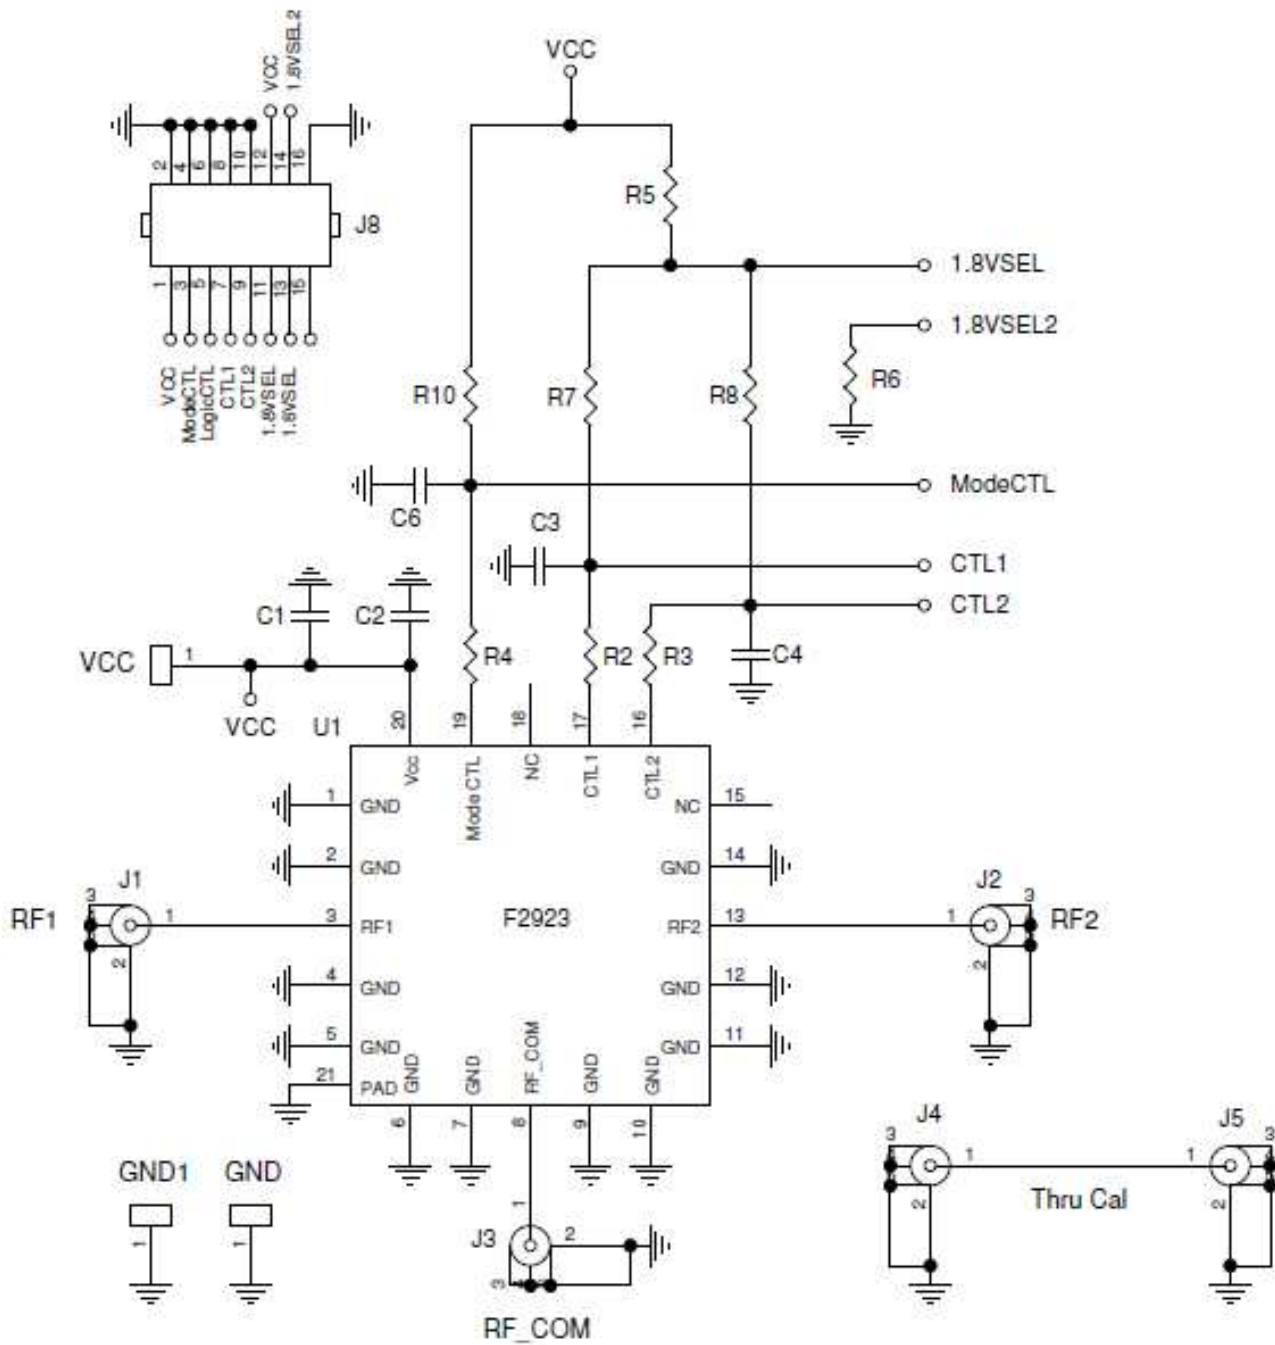 VCC
VCC
1.8VSEL2
2
4
6
8
10
12
14
16
J8
1
3
5
7
9
11
13
15
VCC
ModeCTL
LogicCTL
CTL1
CTL2
1.8VSEL
1.8VSEL
R5
1.8VSEL
1.8VSEL2
R10
R7
R8
R6
ModeCTL
C6
C3
CTL1
CTL2
C1
C2
VCC
1
R4
R2
R3
C4
VCC
U1
20
19
18
17
16
Vcc
ModeCTL
NC
CTL1
CTL2
1
GND
NC
15
2
GND
GND
14
RF1
J1
3
1
2
3
RF1
F2923
RF2
13
1
J2
3
2
RF2
4
GND
GND
12
5
GND
GND
11
21
PAD
GND
GND
RF_COM
GND
GND
6
7
8
9
10
GND1
1
GND
1
J3
1
2
3
RF_COM
J4
3
1
2
Thru Cal
J5
1
3
2